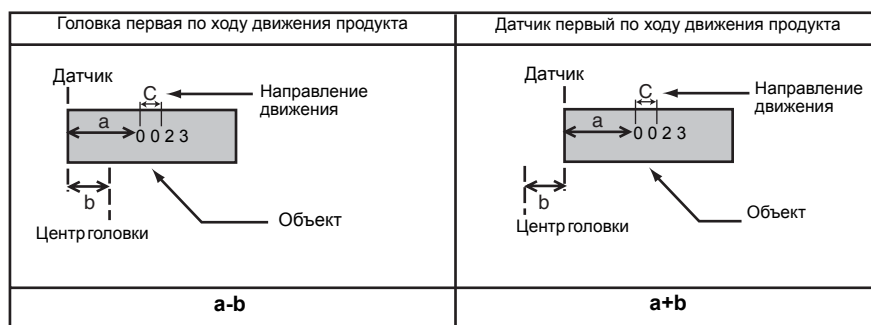 Головка первая по ходу движения продукта
Датчик
C
Направление
движения
a
0 0 2 3
b
Объект
Центр головки
a-b
Датчик первый по ходу движения продукта
Датчик
C
Направление
движения
a
0 0 2 3
b
Объект
Центр головки
a+b